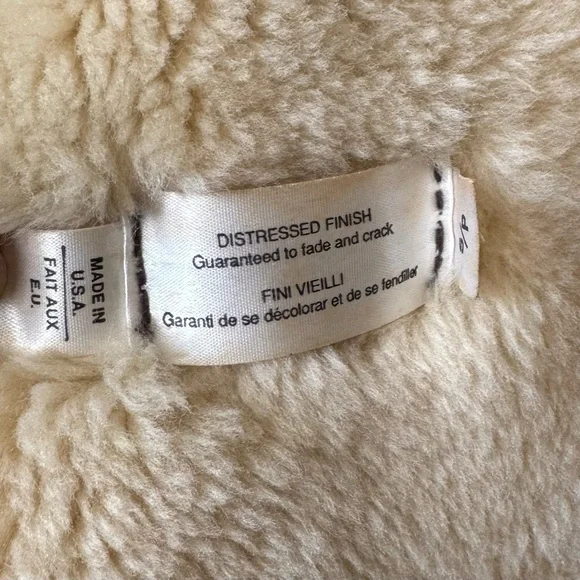 MADE IN
U.S.A.
FAIT AUX
E.U.
DISTRESSED FINISH
Guaranteed to fade and crack
FINI VIEILLI
Garanti de se décolorar et de se fendiller